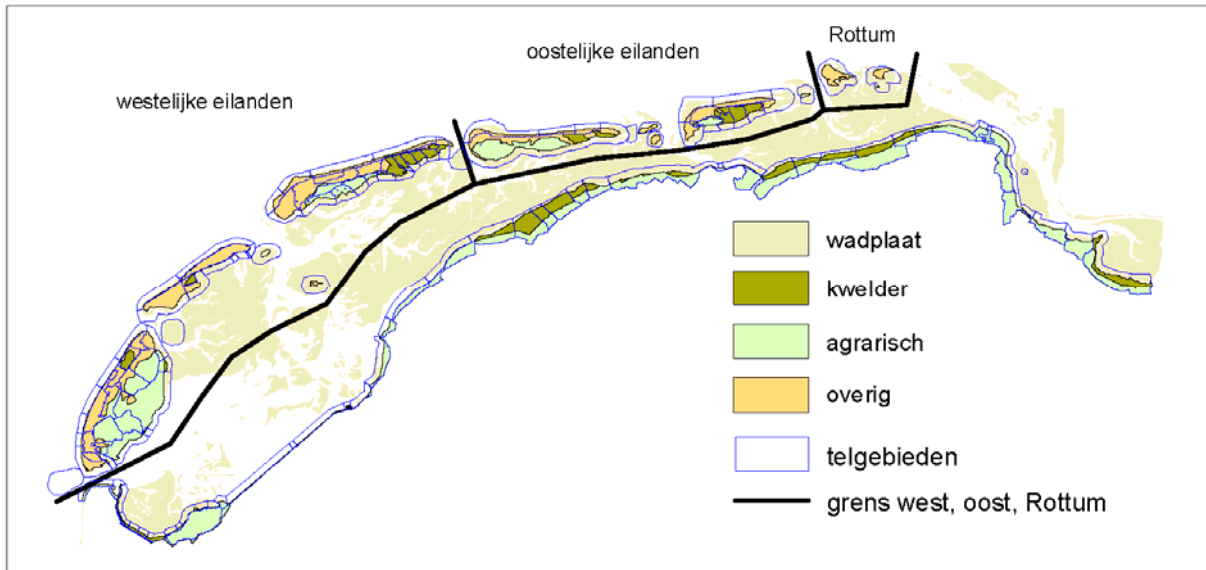 Rottum
oostelijke eilanden
westelijke eilanden
wadplaat
kwelder
agrarisch
overig
telgebieden
grens west, oost, Rottum